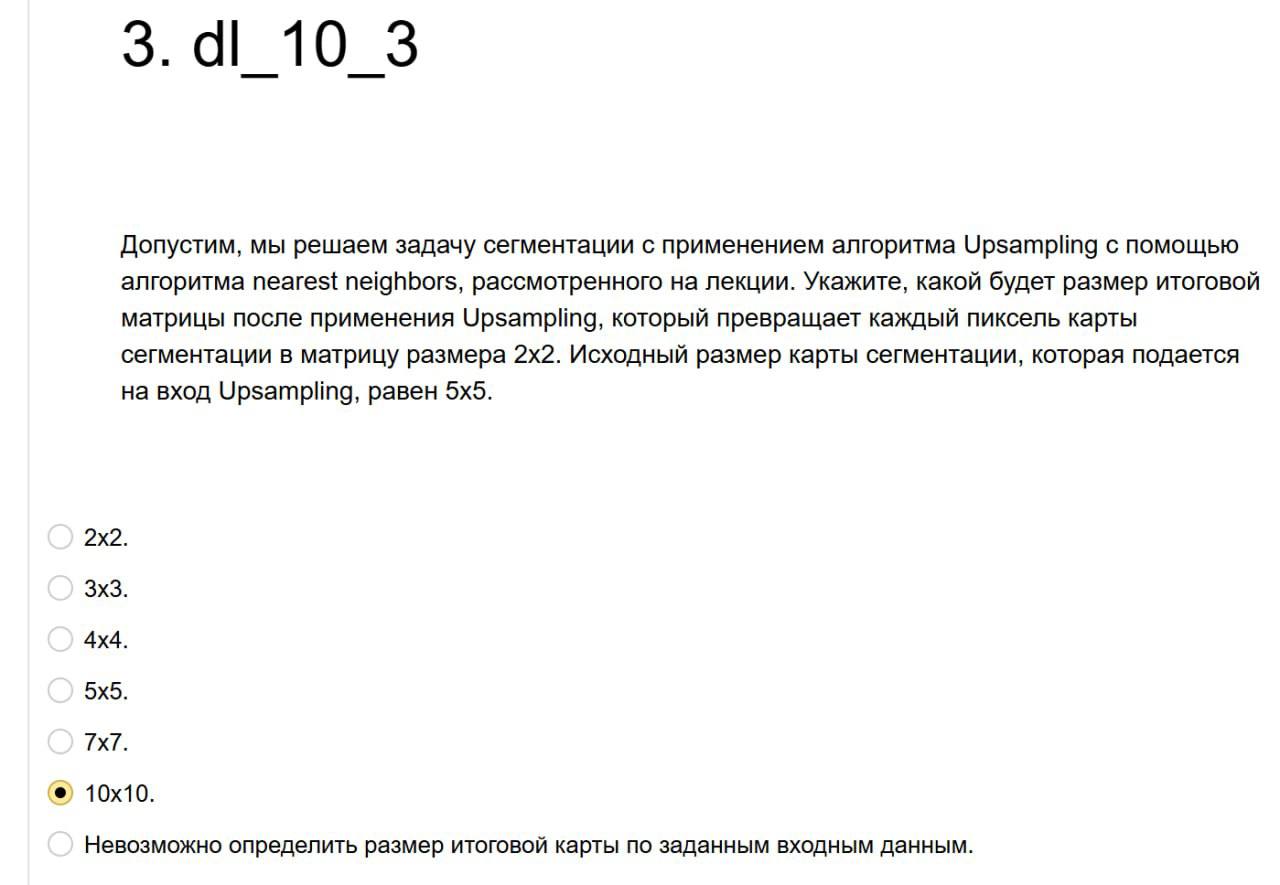 3. dl_10_3
Допустим, мы решаем задачу сегментации с применением алгоритма Upsampling с помощью
алгоритма nearest neighbors, рассмотренного на лекции. Укажите, какой будет размер итоговой
матрицы после применения Upsampling, который превращает каждый пиксель карты
сегментации в матрицу размера 2x2. Исходный размер карты сегментации, которая подается
на вход Upsampling, равен 5x5.
2x2.
3x3.
4x4.
5x5.
7x7.
10x10.
Невозможно определить размер итоговой карты по заданным входным данным.